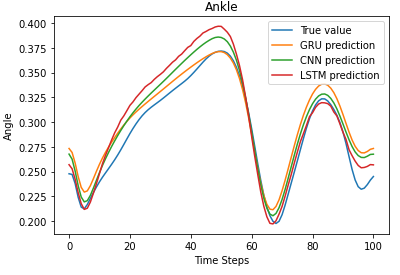 Ankle
True value
GRU prediction
CNN prediction
LSTM prediction
0.400
0.375
0.350
0.325
0.300
0.275
0.250
0.225
0.200
Angle
0 20 40 60 80 100
Time Steps